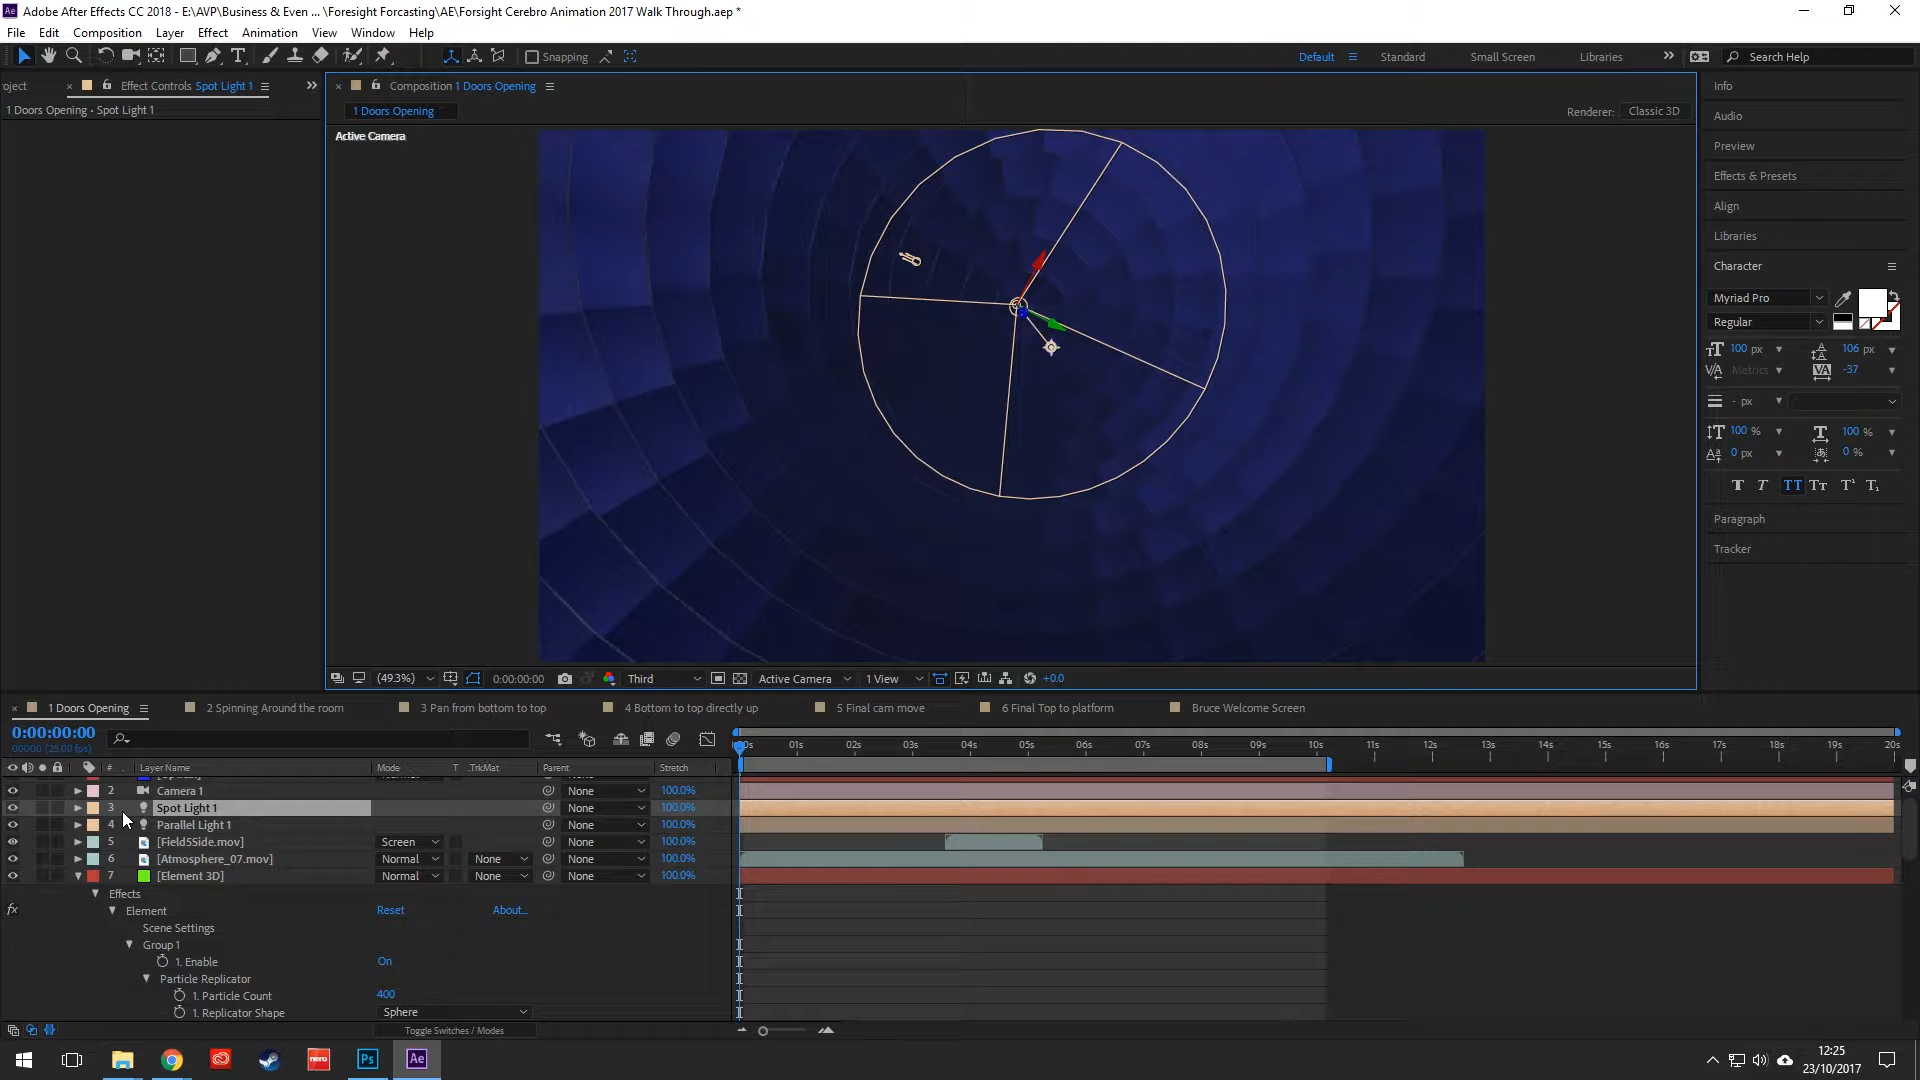 Adobe After Effects CC 2018 - E:\AVP\Business & Even ... \Foresight Forcasting\AE\Forsight Cerebro Animation 2017 Walk Through.aep *
File Edit Composition Layer Effect Animation View Window Help
Snapping Default Standard Small Screen Libraries Search Help
oject Effect Controls Spot Light 1 Composition 1 Doors Opening Info
1 Doors Opening • Spot Light 1 1 Doors Opening Renderer: Classic 3D
Audio
Active Camera
Preview
Effects & Presets
Align
Libraries
Character
Myriad Pro
Regular
100 px 106 px
Metrics -37
- px
100 % 100 %
0 px 0 %
Paragraph
Tracker
(49.3%) 0:00:00:00 Third Active Camera 1 View +0.0
1 Doors Opening 2 Spinning Around the room 3 Pan from bottom to top 4 Bottom to top directly up 5 Final cam move 6 Final Top to platform Bruce Welcome Screen
0:00:00:00
00000 (25.00 fps)
01s 02s 03s 04s 05s 06s 07s 08s 09s 10s 11s 12s 13s 14s 15s 16s 17s 18s 19s 20s
# Layer Name Mode T .TrkMat Parent Stretch
2 Camera 1 None 100.0%
3 Spot Light 1 None 100.0%
4 Parallel Light 1 None 100.0%
5 [Field5Side.mov] Screen None 100.0%
6 [Atmosphere_07.mov] Normal None None 100.0%
7 [Element 3D] Normal None None 100.0%
Effects
fx Element Reset About...
Scene Settings
Group 1
1. Enable On
Particle Replicator
1. Particle Count 400
1. Replicator Shape Sphere
Toggle Switches / Modes
nero Ps Ae 12:25
23/10/2017